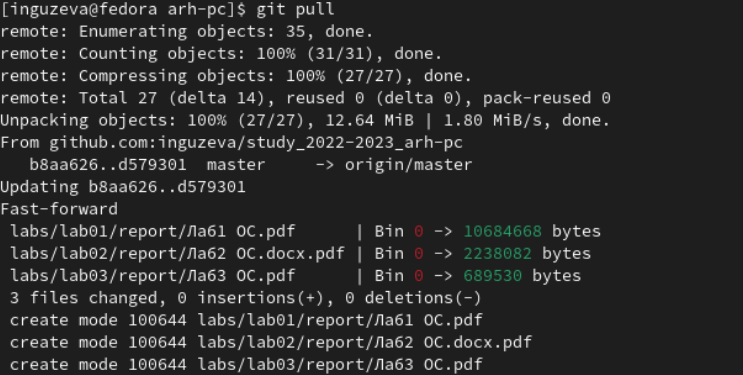 [inguzeva@fedora arh-pc]$ git pull
remote: Enumerating objects: 35, done.
remote: Counting objects: 100% (31/31), done.
remote: Compressing objects: 100% (27/27), done.
remote: Total 27 (delta 14), reused 0 (delta 0), pack-reused 0
Unpacking objects: 100% (27/27), 12.64 MiB | 1.80 MiB/s, done.
From github.com:inguzeva/study_2022-2023_arh-pc
   b8aa626..d579301  master     -> origin/master
Updating b8aa626..d579301
Fast-forward
 labs/lab01/report/Ла61 ОС.pdf      | Bin 0 -> 10684668 bytes
 labs/lab02/report/Ла62 ОС.docx.pdf | Bin 0 -> 2238082 bytes
 labs/lab03/report/Ла63 ОС.pdf      | Bin 0 -> 689530 bytes
 3 files changed, 0 insertions(+), 0 deletions(-)
 create mode 100644 labs/lab01/report/Ла61 ОС.pdf
 create mode 100644 labs/lab02/report/Ла62 ОС.docx.pdf
 create mode 100644 labs/lab03/report/Ла63 ОС.pdf